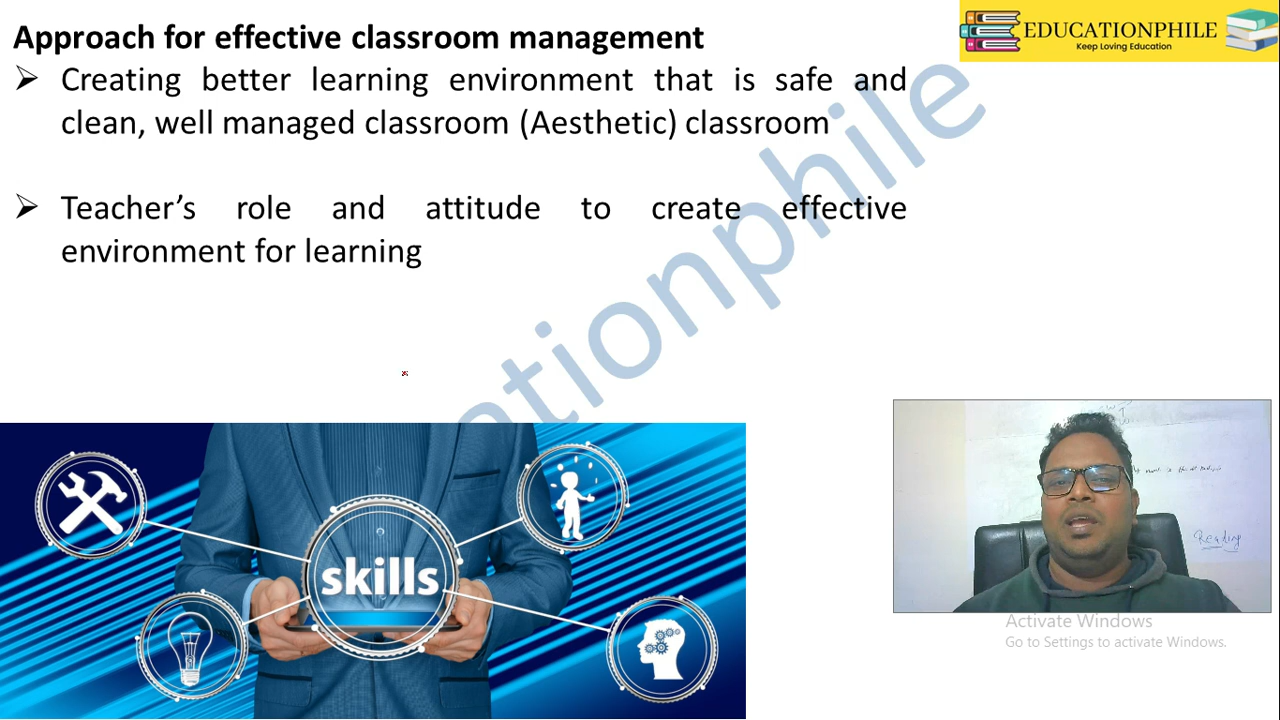 Approach for effective classroom management
EDUCATIONPHILE
Keep Loving Education
➢ Creating better learning environment that is safe and
clean, well managed classroom (Aesthetic) classroom
➢ Teacher’s role and attitude to create effective
environment for learning
ationphile
skills
Reading
Activate Windows
Go to Settings to activate Windows.